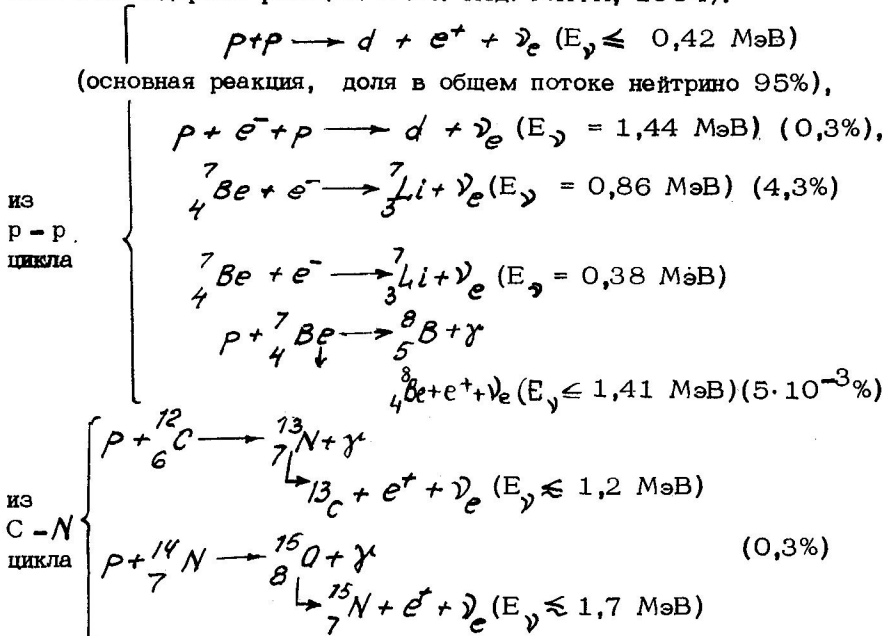 p+p → d + e⁺ + ν_e (E_ν ⩽ 0,42 МэВ)
(основная реакция, доля в общем потоке нейтрино 95%),
p + e⁻ + p → d + ν_e (E_ν = 1,44 МэВ) (0,3%),
⁷₄Be + e⁻ → ⁷₃Li + ν_e (E_ν = 0,86 МэВ) (4,3%)
из
p – p
цикла
⁷₄Be + e⁻ → ⁷₃Li + ν_e (E_ν = 0,38 МэВ)
p + ⁷₄Be → ⁸₅B + γ
↓ ⁸₄Be + e⁺ + ν_e (E_ν ⩽ 1,41 МэВ) (5·10⁻³%)
p + ¹²₆C → ¹³₇N + γ
↳ ¹³C + e⁺ + ν_e (E_ν ⩽ 1,2 МэВ)
из
C – N
цикла
p + ¹⁴₇N → ¹⁵₈O + γ (0,3%)
↳ ¹⁵₇N + e⁺ + ν_e (E_ν ⩽ 1,7 МэВ)